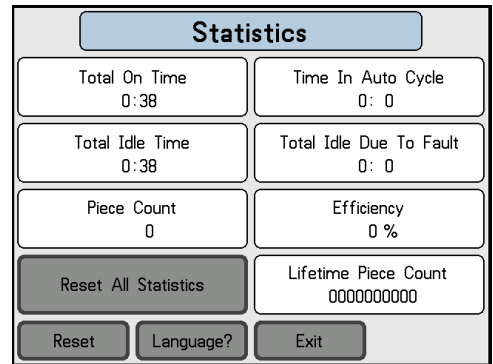 Statistics
Total On Time
0:38
Time In Auto Cycle
0: 0
Total Idle Time
0:38
Total Idle Due To Fault
0: 0
Piece Count
0
Efficiency
0 %
Reset All Statistics
Lifetime Piece Count
0000000000
Reset
Language?
Exit